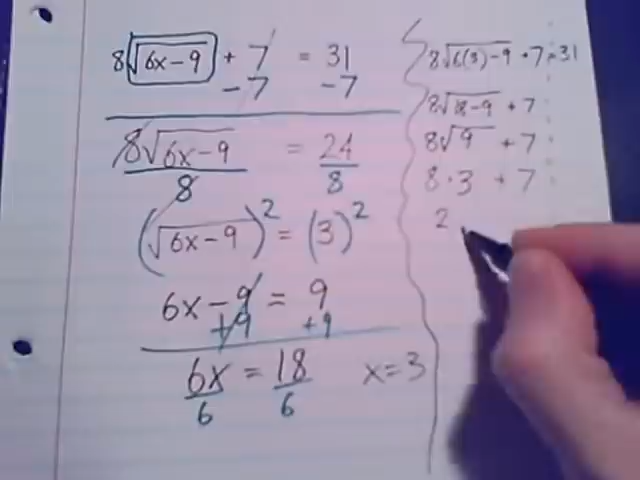 8√6x-9 + 7 = 31
-7 -7
8√6x-9 = 24
8 8
(√6x-9)² = (3)²
6x-9 = 9
+9 +9
6x = 18
6 6
x=3
8√6(3)-9 + 7 = 31
8√18-9 + 7
8√9 + 7
8·3 + 7
2